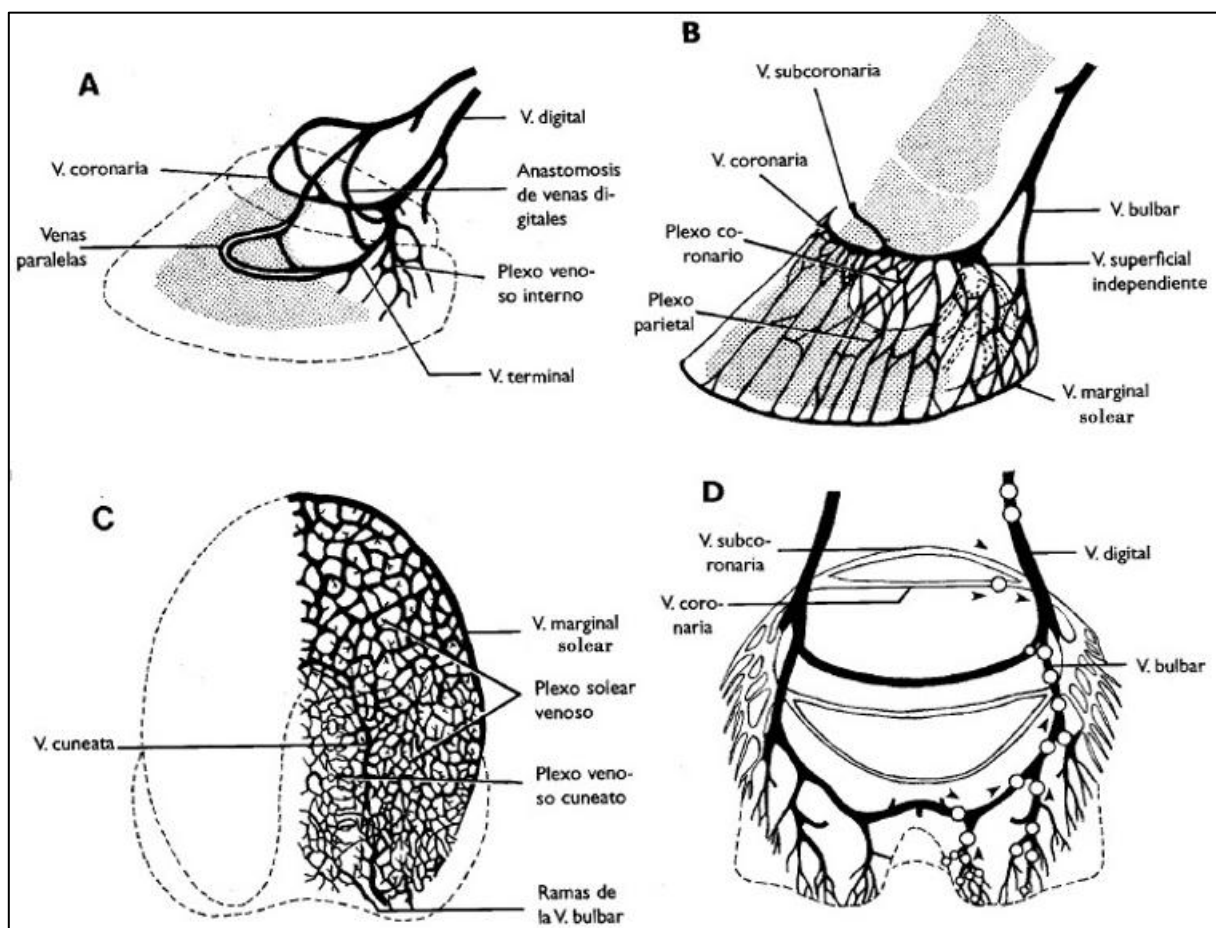 A
V. digital
V. coronaria
Anastomosis
de venas di-
gitales
Venas
paralelas
Plexo veno-
so interno
V. terminal
B
V. subcoronaria
V. coronaria
V. bulbar
Plexo co-
ronario
V. superficial
independiente
Plexo
parietal
V. marginal
solear
C
V. marginal
solear
Plexo solear
venoso
V. cuneata
Plexo veno-
so cuneato
Ramas de
la V. bulbar
D
V. subco-
ronaria
V. digital
V. coro-
naria
V. bulbar